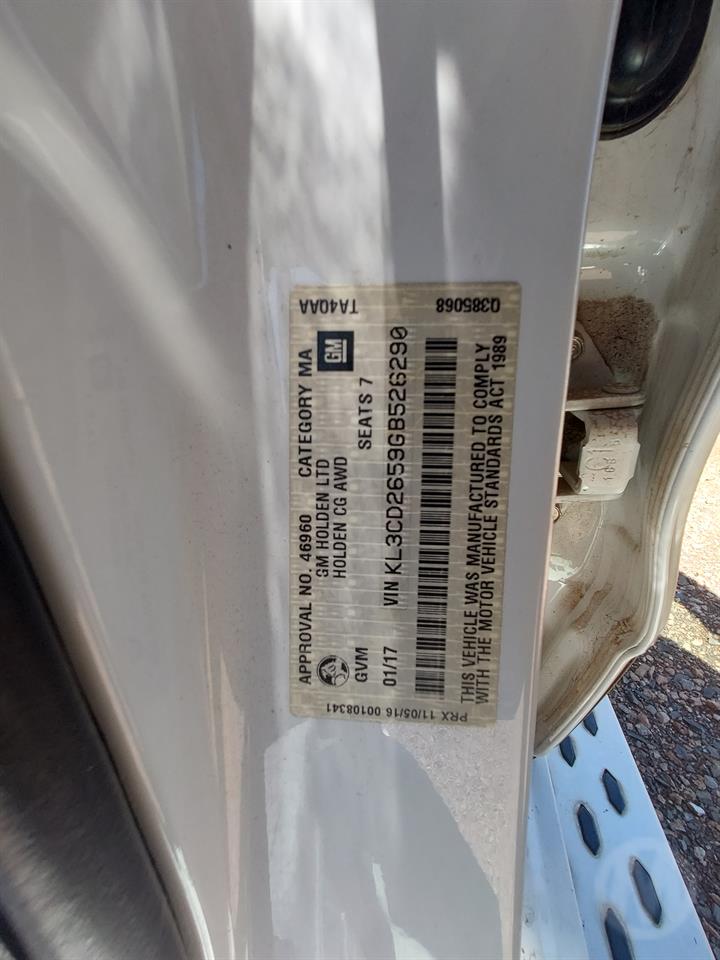 APPROVAL NO. 46960 CATEGORY MA
GM HOLDEN LTD
HOLDEN CG AWD
GM
GVM SEATS 7
01/17 VIN KL3CD2659GB526290
THIS VEHICLE WAS MANUFACTURED TO COMPLY
WITH THE MOTOR VEHICLE STANDARDS ACT 1989
PRX 11/05/16 00108341
TA4QAA
Q385068